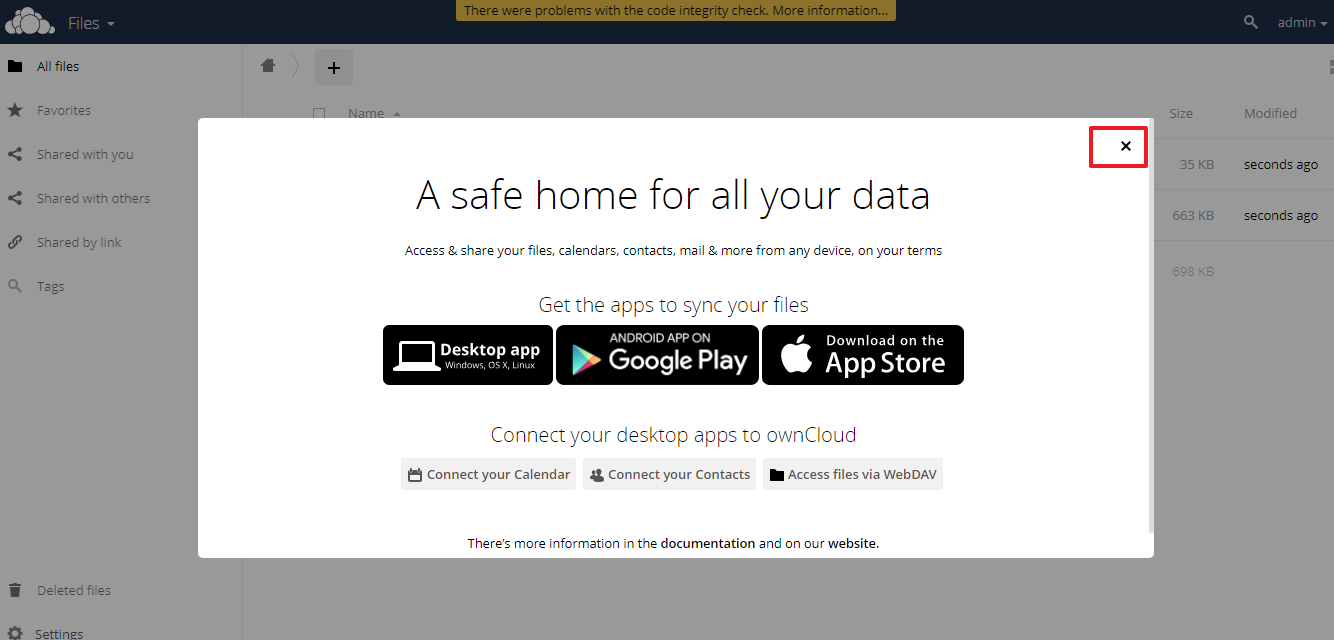 There were problems with the code integrity check. More information...
Files
admin
All files
Favorites
Shared with you
Shared with others
Shared by link
Tags
Deleted files
Settings
+
Name
Size
Modified
35 KB
seconds ago
663 KB
seconds ago
698 KB
×
A safe home for all your data
Access & share your files, calendars, contacts, mail & more from any device, on your terms
Get the apps to sync your files
Desktop app
Windows, OS X, Linux
ANDROID APP ON
Google Play
Download on the
App Store
Connect your desktop apps to ownCloud
Connect your Calendar
Connect your Contacts
Access files via WebDAV
There's more information in the documentation and on our website.